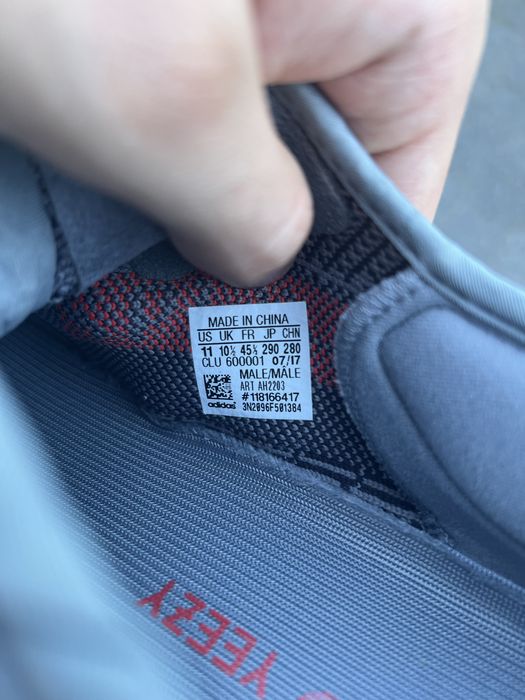 MADE IN CHINA
US UK FR JP CHN
11 10½ 45⅓ 290 280
CLU 600001 07/17
MALE/MÂLE
ART AH2203
#118166417
adidas 3N2096F501384
YEEZY